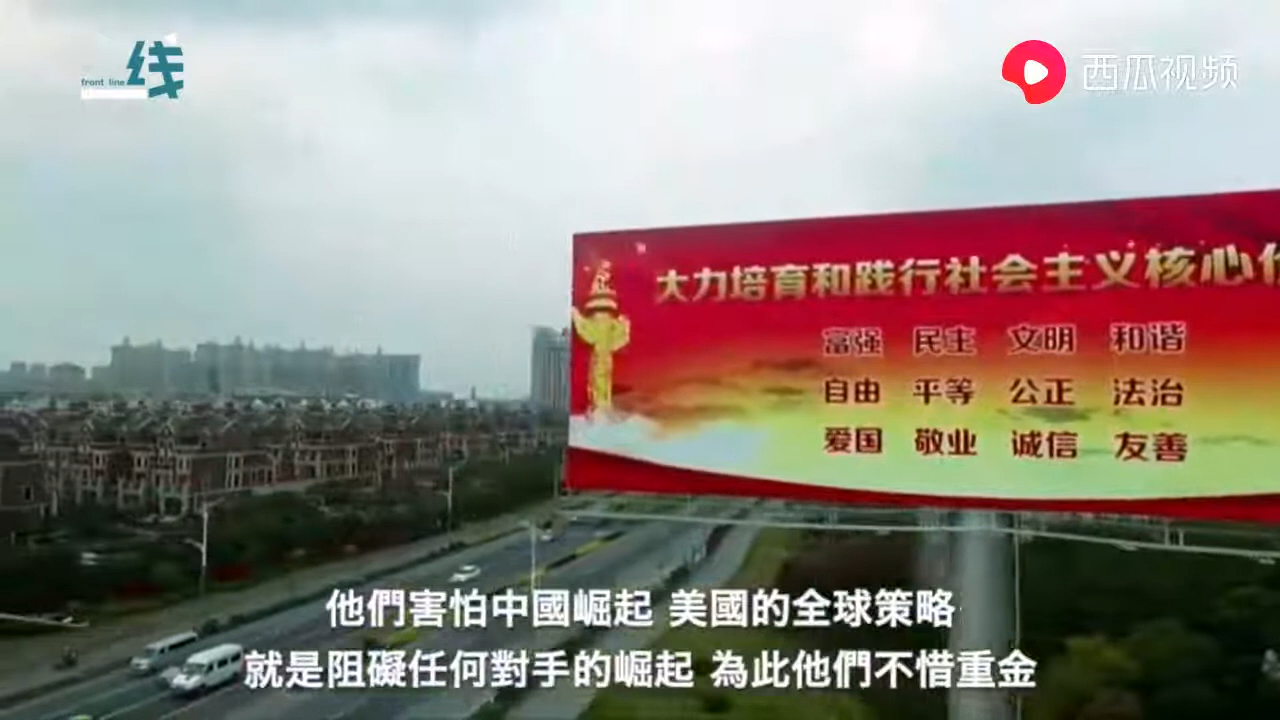 front line 一线
西瓜视频
大力培育和践行社会主义核心
富强 民主 文明 和谐
自由 平等 公正 法治
爱国 敬业 诚信 友善
他們害怕中國崛起 美國的全球策略
就是阻礙任何對手的崛起 為此他們不惜重金